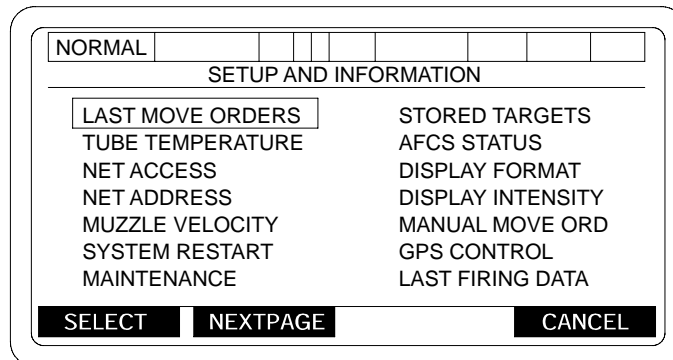 NORMAL
SETUP AND INFORMATION
LAST MOVE ORDERS
TUBE TEMPERATURE
NET ACCESS
NET ADDRESS
MUZZLE VELOCITY
SYSTEM RESTART
MAINTENANCE
STORED TARGETS
AFCS STATUS
DISPLAY FORMAT
DISPLAY INTENSITY
MANUAL MOVE ORD
GPS CONTROL
LAST FIRING DATA
SELECT NEXTPAGE CANCEL